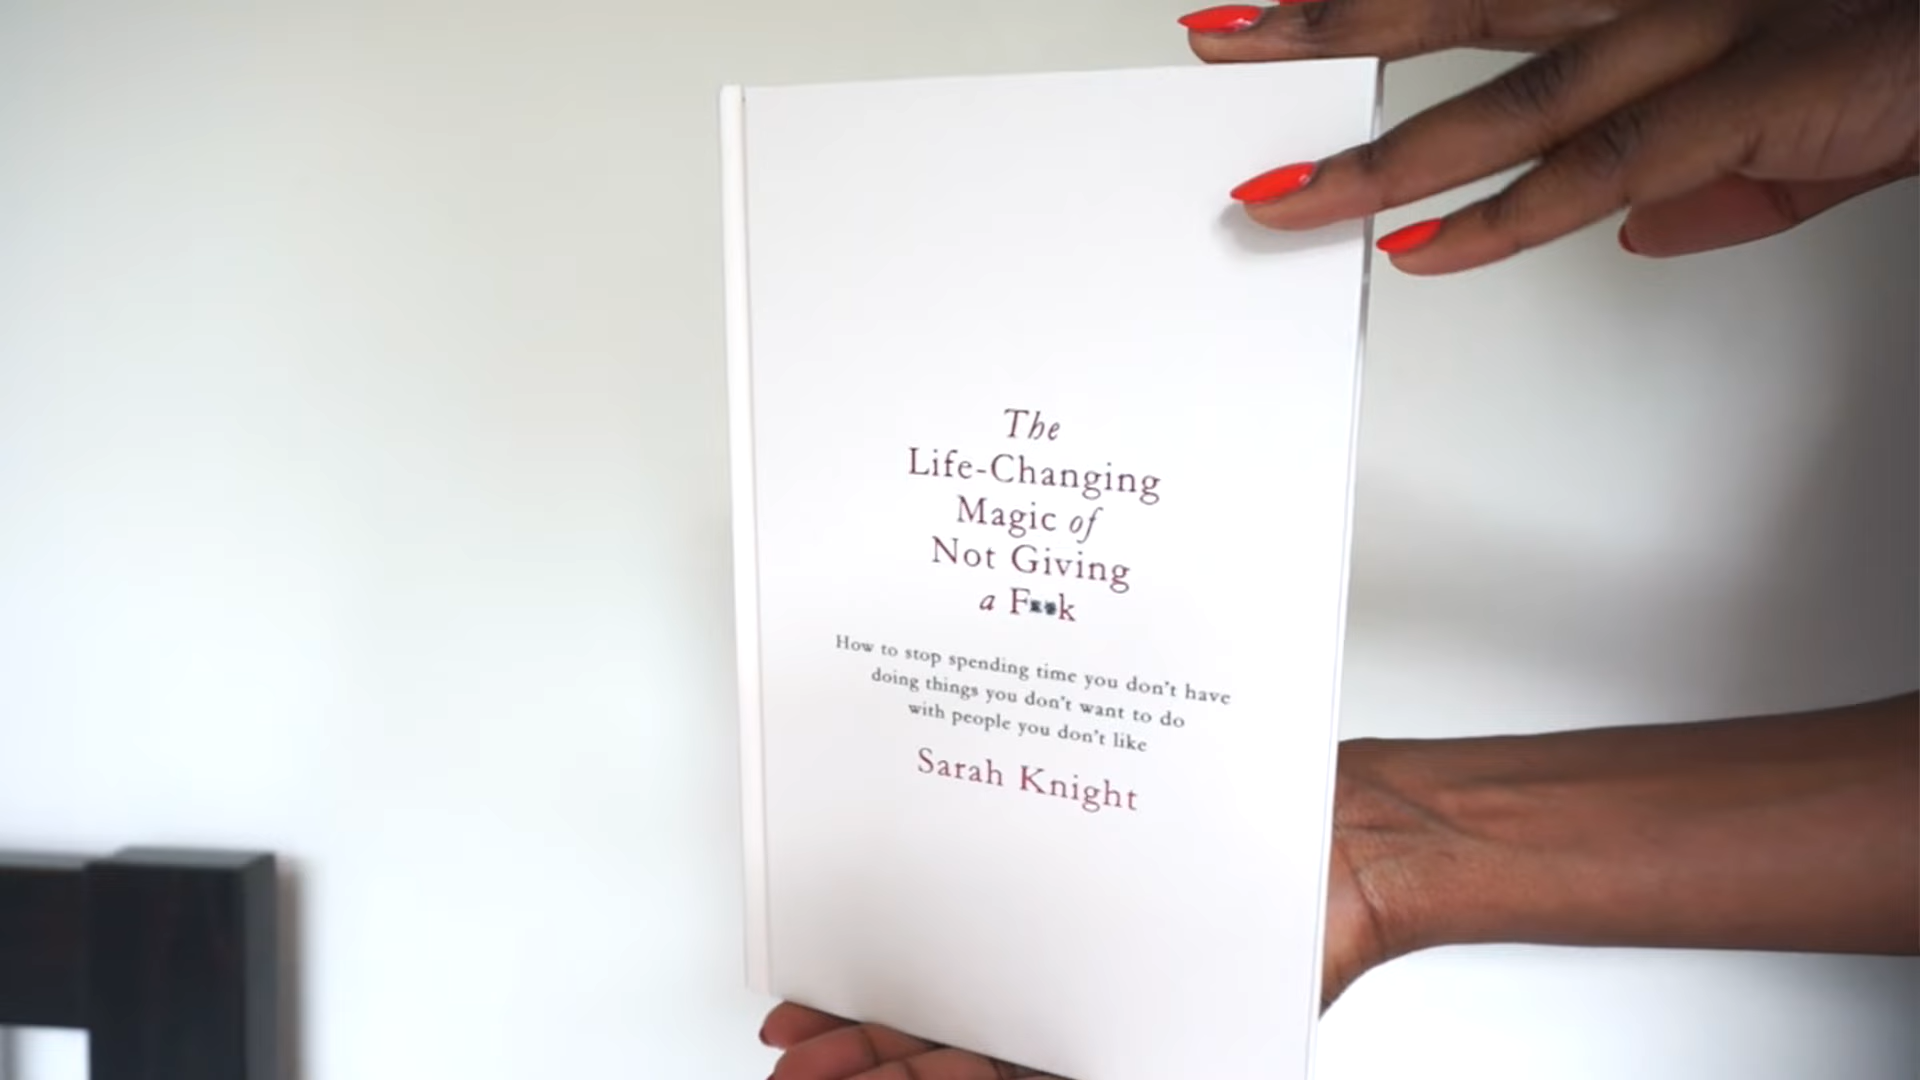 The
Life-Changing
Magic of
Not Giving
a F**k
How to stop spending time you don't have
doing things you don't want to do
with people you don't like
Sarah Knight